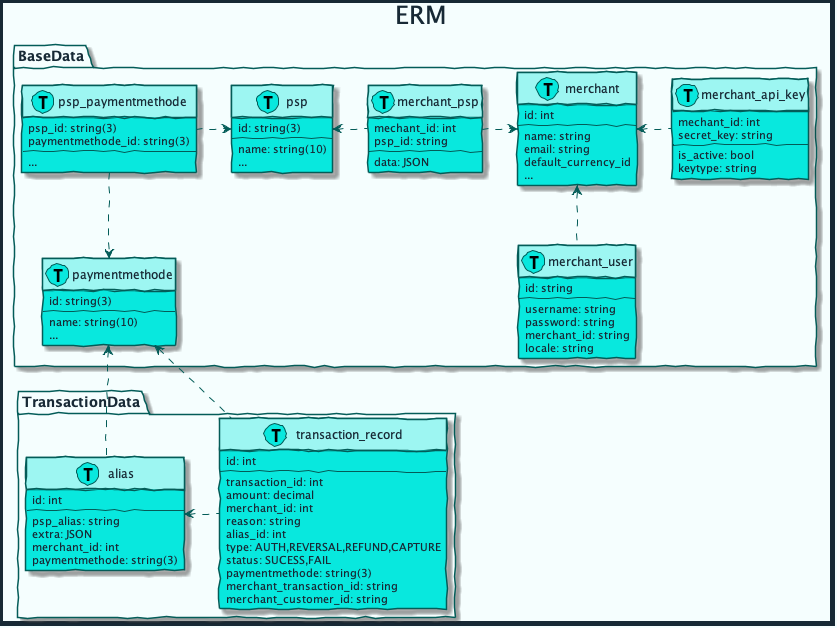 ERM
BaseData
T psp_paymentmethode
psp_id: string(3)
paymentmethode_id: string(3)
...
T psp
id: string(3)
name: string(10)
...
T merchant_psp
mechant_id: int
psp_id: string
data: JSON
T merchant
id: int
name: string
email: string
default_currency_id
...
T merchant_api_key
mechant_id: int
secret_key: string
is_active: bool
keytype: string
T paymentmethode
id: string(3)
name: string(10)
...
T merchant_user
id: string
username: string
password: string
merchant_id: string
locale: string
TransactionData
T alias
id: int
psp_alias: string
extra: JSON
merchant_id: int
paymentmethode: string(3)
T transaction_record
id: int
transaction_id: int
amount: decimal
merchant_id: int
reason: string
alias_id: int
type: AUTH,REVERSAL,REFUND,CAPTURE
status: SUCESS,FAIL
paymentmethode: string(3)
merchant_transaction_id: string
merchant_customer_id: string